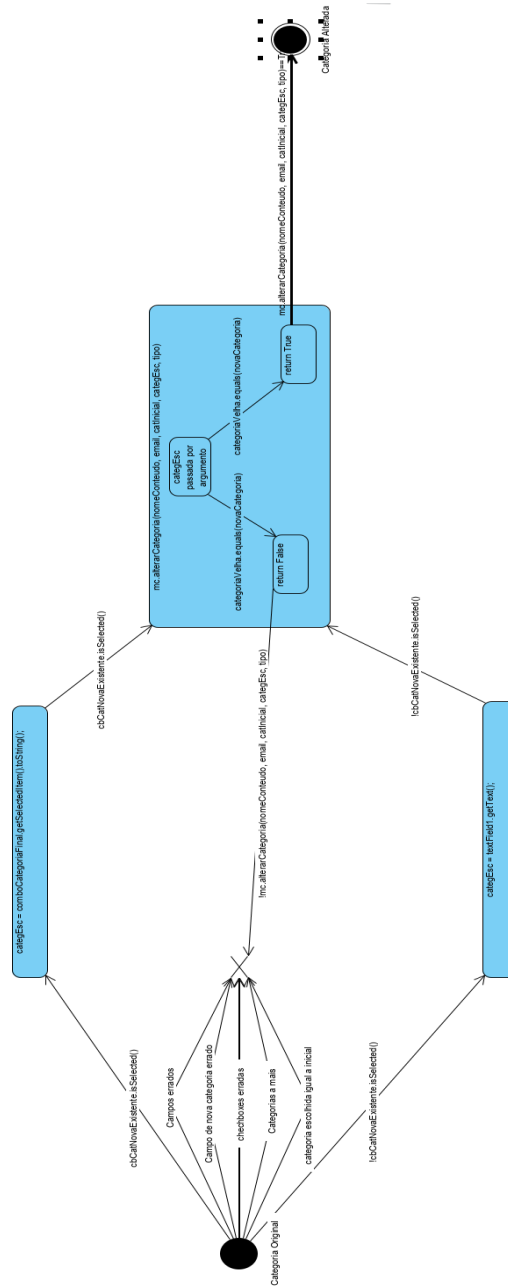 Categoria Original
cbCatNovaExistente.isSelected()
Campos errados
Campo de nova categoria errado
chechboxes erradas
Categorias a mais
categoria escolhida igual a inicial
!cbCatNovaExistente.isSelected()
categEsc = comboCategoriaFinal.getSelectedItem().toString();
categEsc = textField1.getText();
!mc.alterarCategoria(nomeConteudo, email, catInicial, categEsc, tipo)
cbCatNovaExistente.isSelected()
!cbCatNovaExistente.isSelected()
mc.alterarCategoria(nomeConteudo, email, catInicial, categEsc, tipo)
categEsc
passada por
argumento
categoriaVelha.equals(novaCategoria)
categoriaVelha.equals(novaCategoria)
return False
return True
mc.alterarCategoria(nomeConteudo, email, catInicial, categEsc, tipo)==T
Categoria Alterada